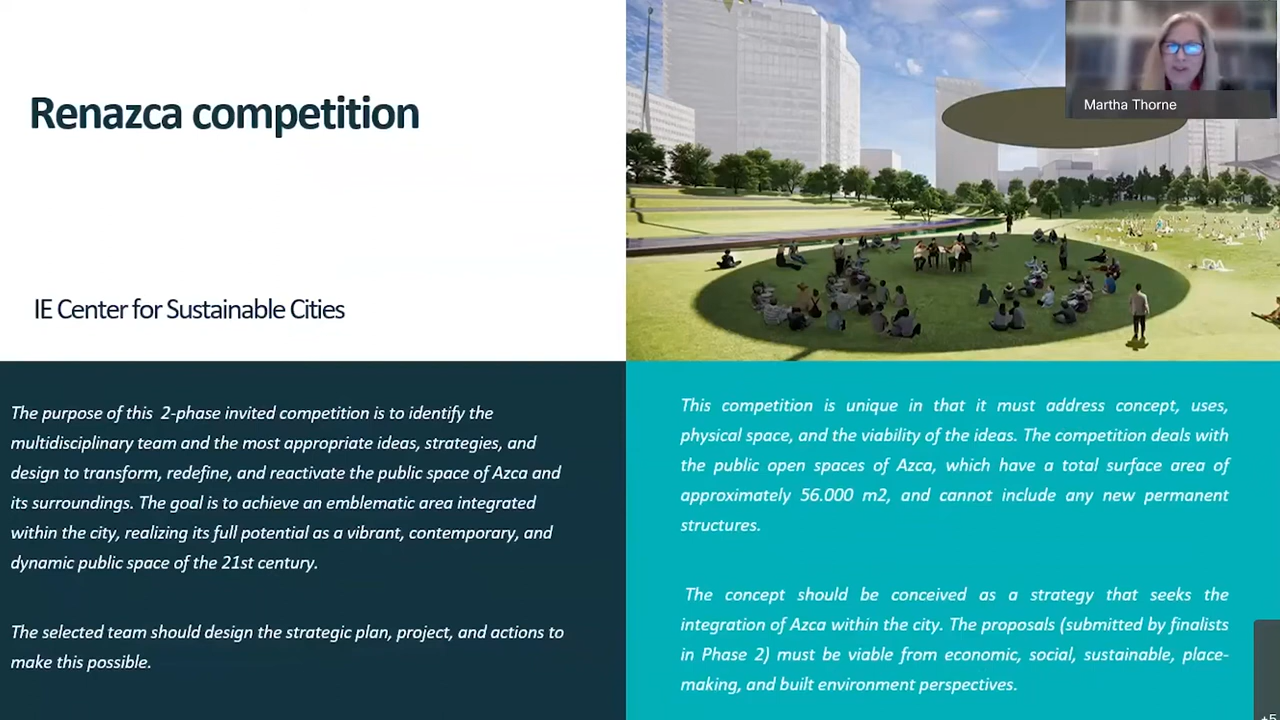 Renazca competition
Martha Thorne
IE Center for Sustainable Cities
The purpose of this 2-phase invited competition is to identify the
multidisciplinary team and the most appropriate ideas, strategies, and
design to transform, redefine, and reactivate the public space of Azca and
its surroundings. The goal is to achieve an emblematic area integrated
within the city, realizing its full potential as a vibrant, contemporary, and
dynamic public space of the 21st century.
The selected team should design the strategic plan, project, and actions to
make this possible.
This competition is unique in that it must address concept, uses,
physical space, and the viability of the ideas. The competition deals with
the public open spaces of Azca, which have a total surface area of
approximately 56.000 m2, and cannot include any new permanent
structures.
The concept should be conceived as a strategy that seeks the
integration of Azca within the city. The proposals (submitted by finalists
in Phase 2) must be viable from economic, social, sustainable, place-
making, and built environment perspectives.